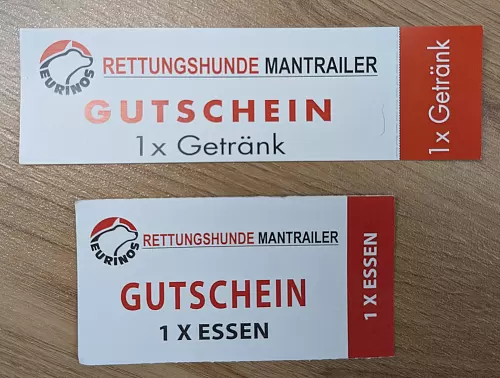 EURINOS
RETTUNGSHUNDE MANTRAILER
GUTSCHEIN
1x Getränk
1x Getränk
EURINOS
RETTUNGSHUNDE MANTRAILER
GUTSCHEIN
1 X ESSEN
1 X ESSEN